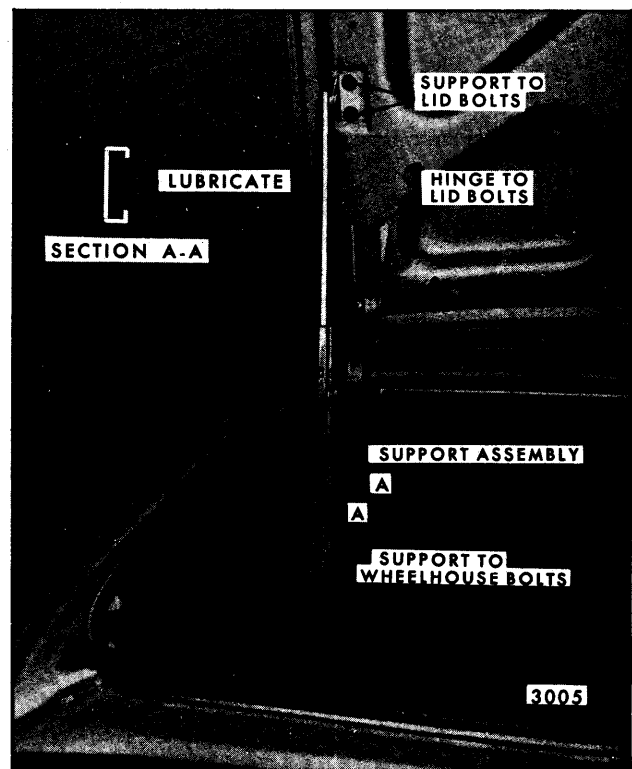 SUPPORT TO
LID BOLTS
LUBRICATE
HINGE TO
LID BOLTS
SECTION A-A
SUPPORT ASSEMBLY
A
A
SUPPORT TO
WHEELHOUSE BOLTS
3005